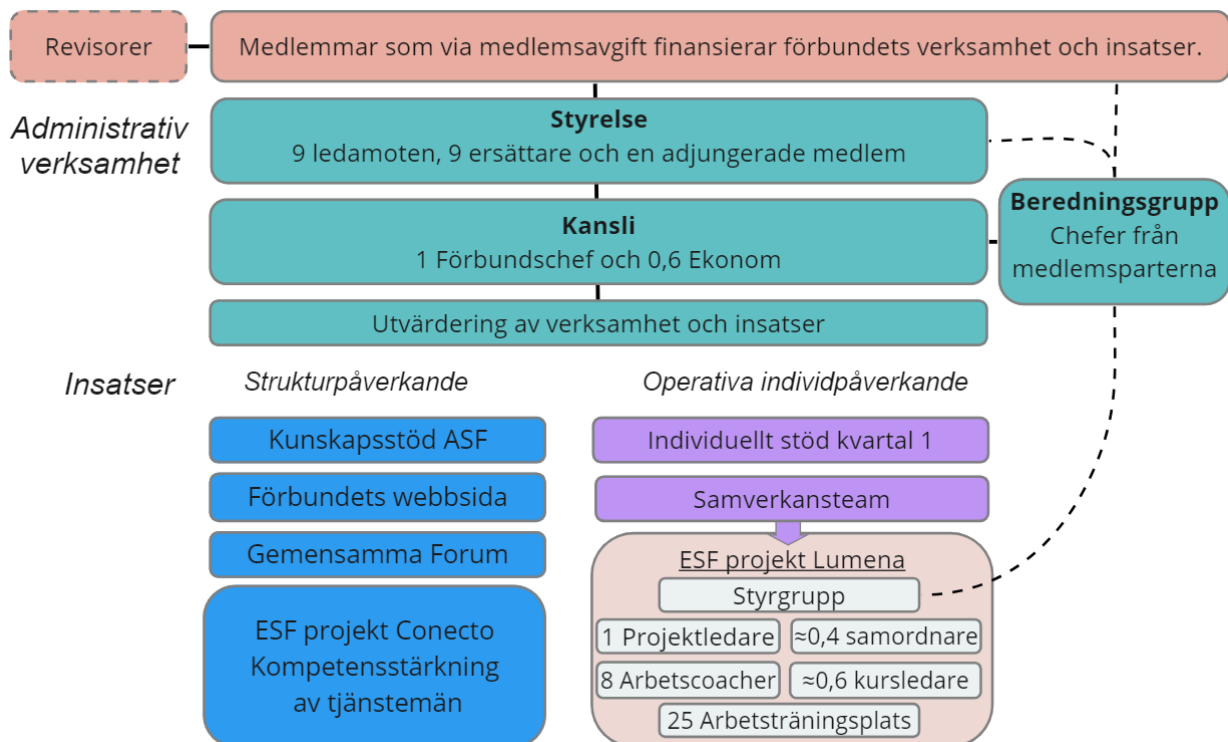 Revisorer
Medlemmar som via medlemsavgift finansierar förbundets verksamhet och insatser.
Administrativ
verksamhet
Styrelse
9 ledamoten, 9 ersättare och en adjungerade medlem
Kansli
1 Förbundschef och 0,6 Ekonom
Beredningsgrupp
Chefer från
medlemsparterna
Utvärdering av verksamhet och insatser
Insatser
Strukturpåverkande
Operativa individpåverkande
Kunskapsstöd ASF
Förbundets webbsida
Gemensamma Forum
ESF projekt Conecto
Kompetensstärkning
av tjänstemän
Individuellt stöd kvartal 1
Samverkansteam
ESF projekt Lumena
Styrgrupp
1 Projektledare
≈0,4 samordnare
8 Arbetscoacher
≈0,6 kursledare
25 Arbetsträningsplats